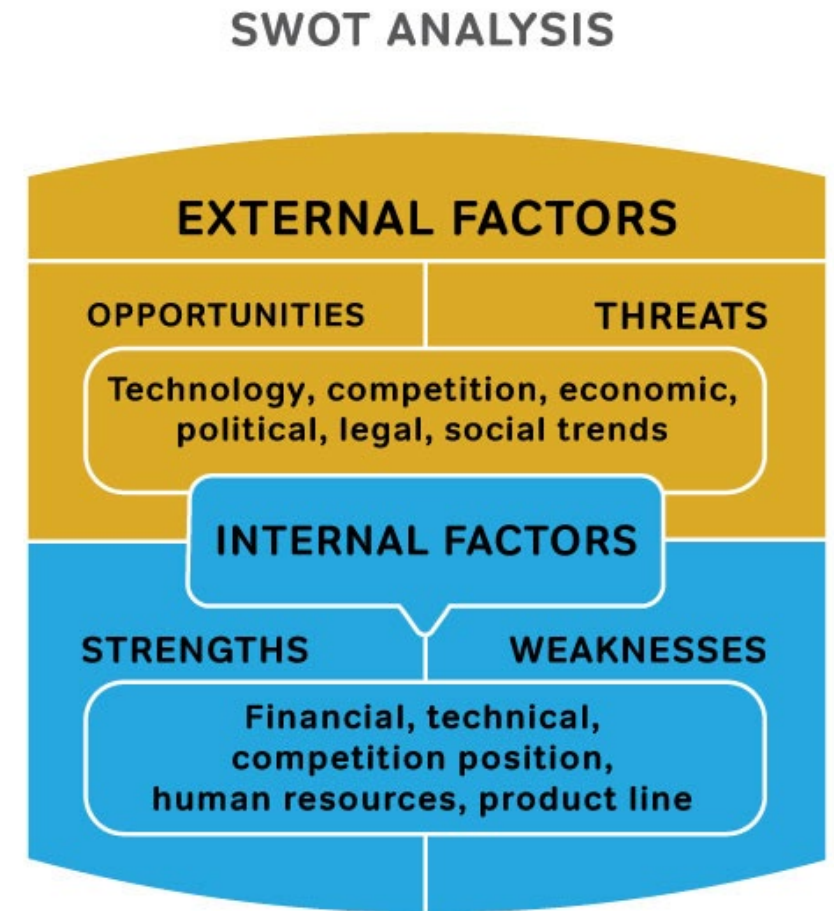 SWOT ANALYSIS
EXTERNAL FACTORS
OPPORTUNITIES
THREATS
Technology, competition, economic,
political, legal, social trends
INTERNAL FACTORS
STRENGTHS
WEAKNESSES
Financial, technical,
competition position,
human resources, product line